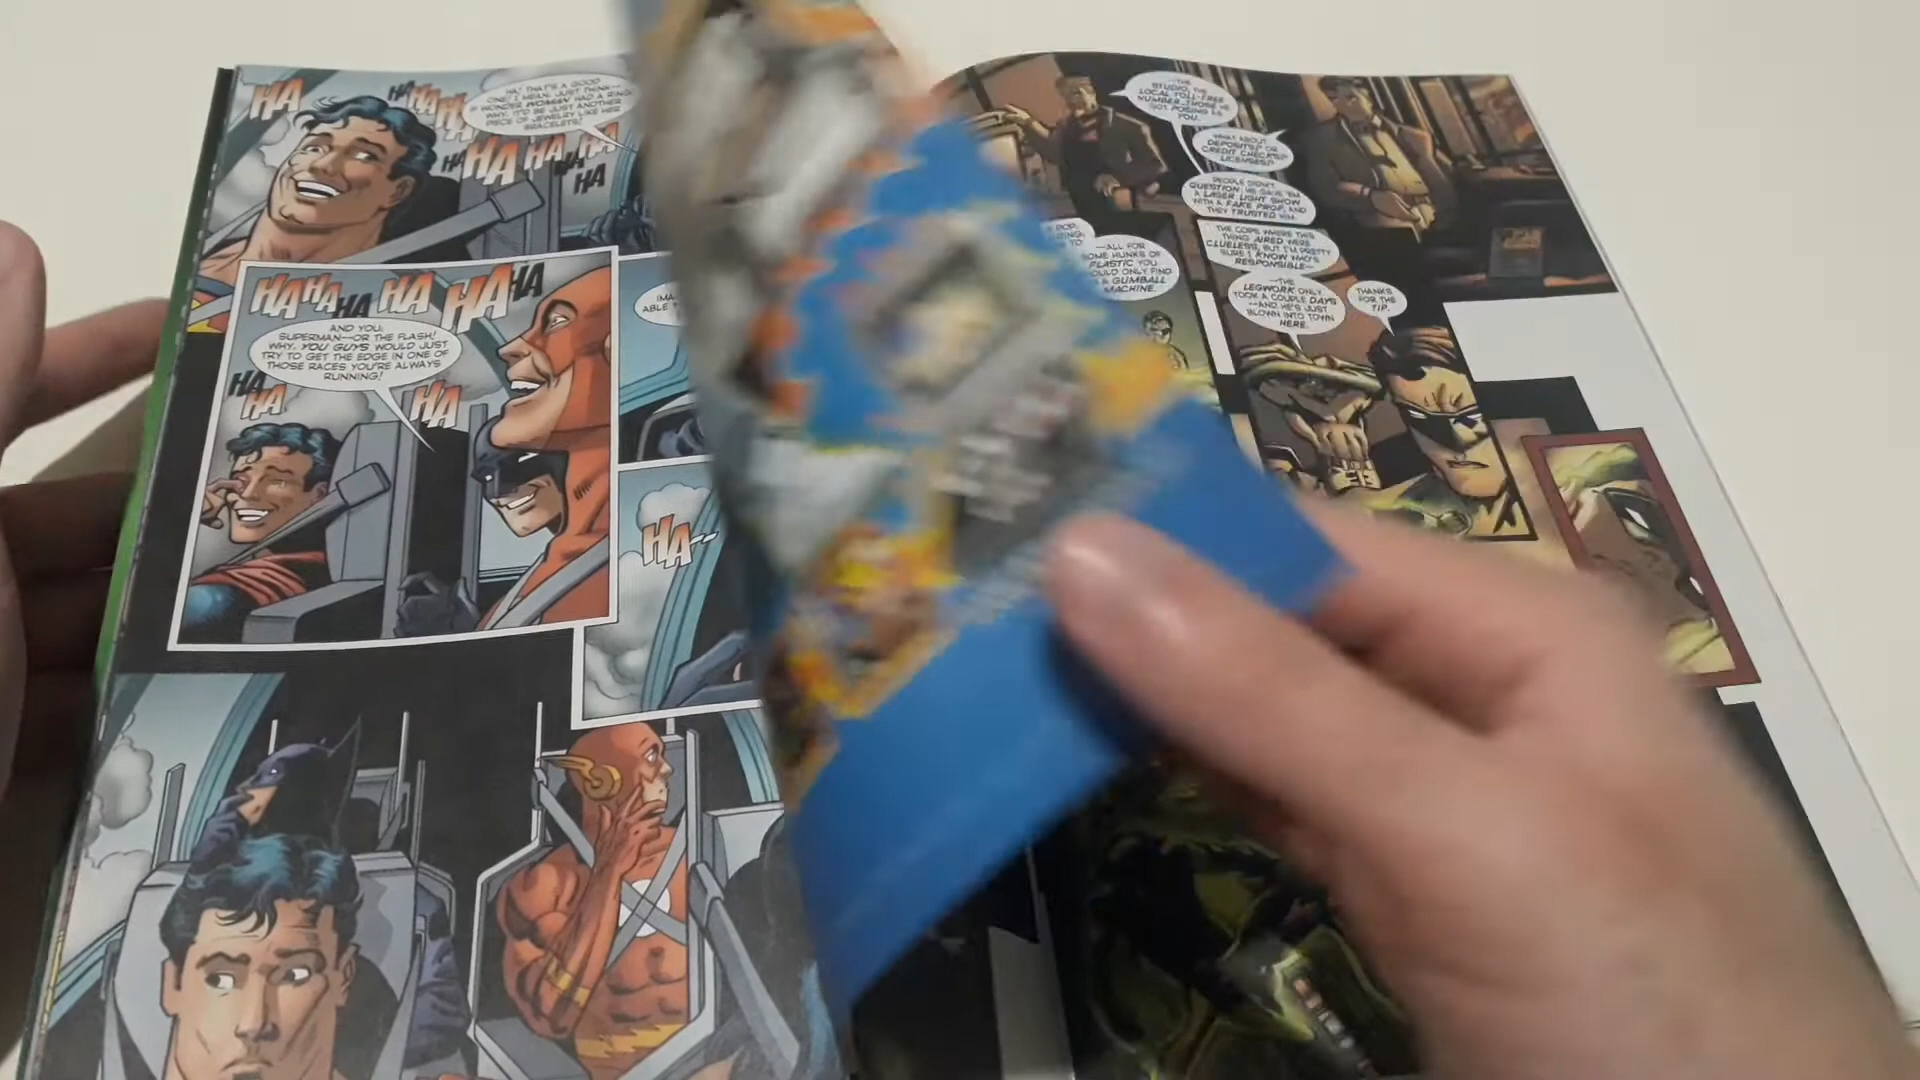 HA
HA HA HA
HA! THAT'S A GOOD
ONE! I MEAN, JUST THINK--
IF WONDER WOMAN HAD A RING,
WHY, IT'D BE JUST ANOTHER
PIECE OF JEWELRY LIKE HER
BRACELETS!
HA HA HA HA HA
HA
HA HA HA HA HA HA
AND YOU,
SUPERMAN--OR THE FLASH!
WHY, YOU GUYS WOULD JUST
TRY TO GET THE EDGE IN ONE OF
THOSE RACES YOU'RE ALWAYS
RUNNING!
HA
HA
HA
IMA
ABLE
HA--
--THE
STUDIO, THE
LOCAL TOLL-FREE
NUMBER--THOSE HE
GOT, POSING AS
YOU.
WHAT ABOUT
DEPOSITS? OR
CREDIT CHECKS?
LICENSES?
PEOPLE DIDN'T
QUESTION. HE GAVE 'EM
A LASER LIGHT SHOW
WITH A FAKE PROP, AND
THEY TRUSTED HIM.
POP,
TO
--ALL FOR
SOME HUNKS OF
PLASTIC YOU
COULD ONLY FIND
IN A GUMBALL
MACHINE.
THE COPS WHERE THIS
THING AIRED WERE
CLUELESS, BUT I'M PRETTY
SURE I KNOW WHO'S
RESPONSIBLE--
--THE
LEGWORK ONLY
TOOK A COUPLE DAYS
--AND HE'S JUST
BLOWN INTO TOWN
HERE.
THANKS
FOR THE
TIP.